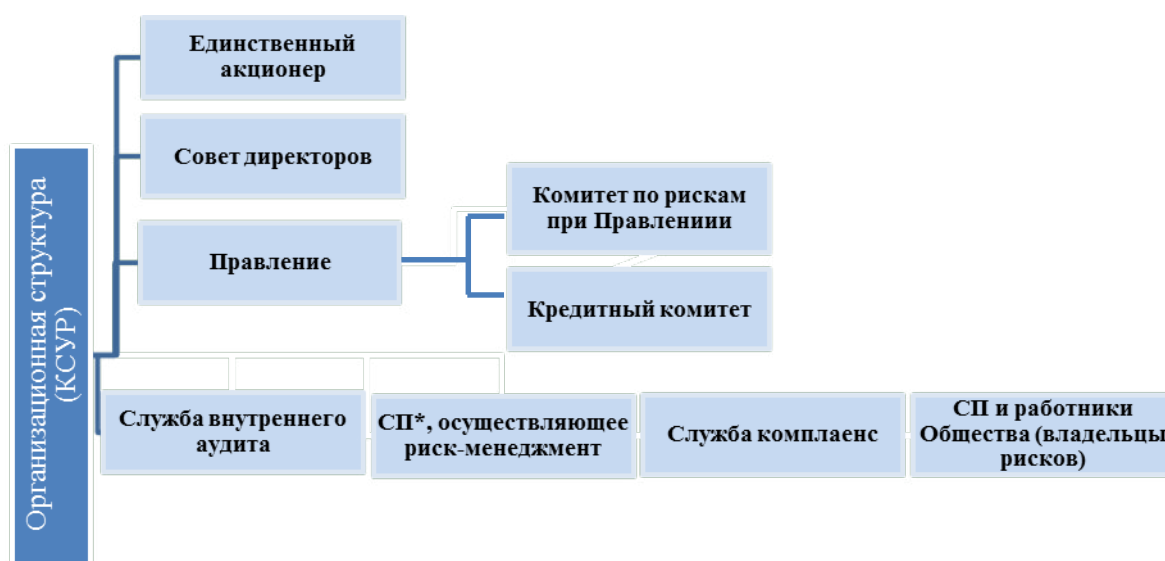 Организационная структура
(КСУР)
Единственный
акционер
Совет директоров
Правление
Комитет по рискам
при Правлениии
Кредитный комитет
Служба внутреннего
аудита
СП*, осуществляющее
риск-менеджмент
Служба комплаенс
СП и работники
Общества (владельцы
рисков)